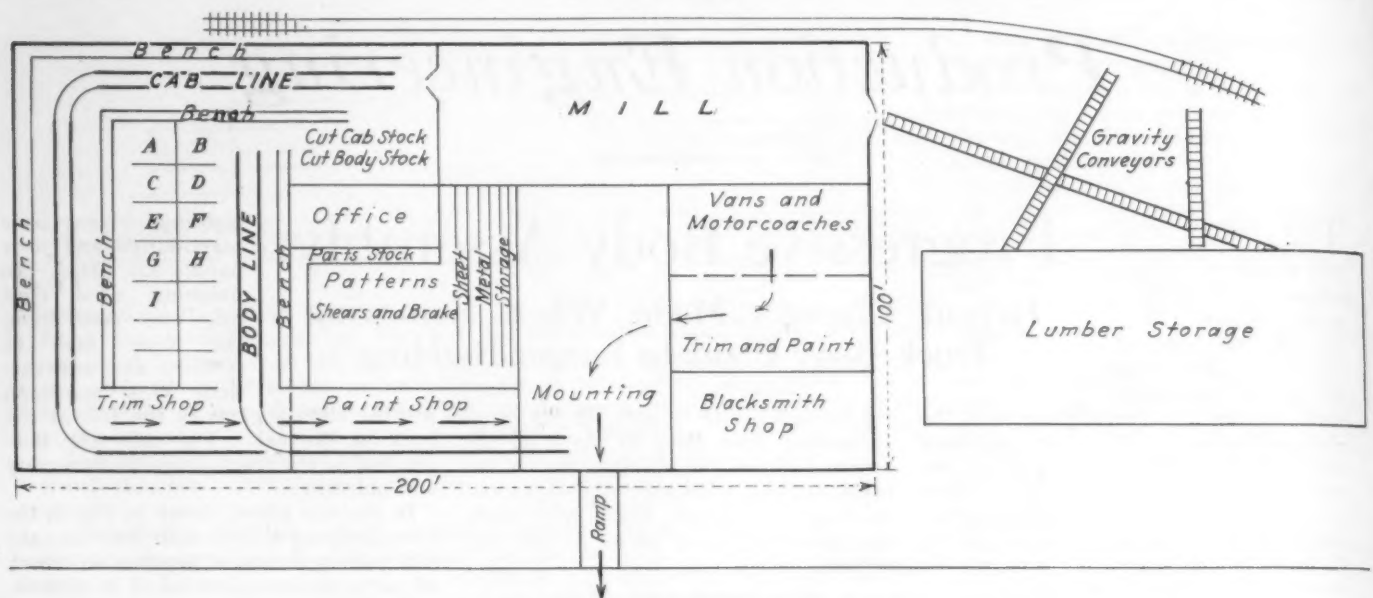 Bench
CAB LINE
Bench
MILL
Gravity
Conveyors
A B
C D
E F
G H
I
Bench
Bench
BODY LINE
Bench
Cut Cab Stock
Cut Body Stock
Office
Parts Stock
Patterns
Shears and Brake
Sheet
Metal
Storage
Vans and
Motorcoaches
100'
Lumber Storage
Trim and Paint
Mounting
Blacksmith
Shop
Trim Shop
Paint Shop
200'
Ramp